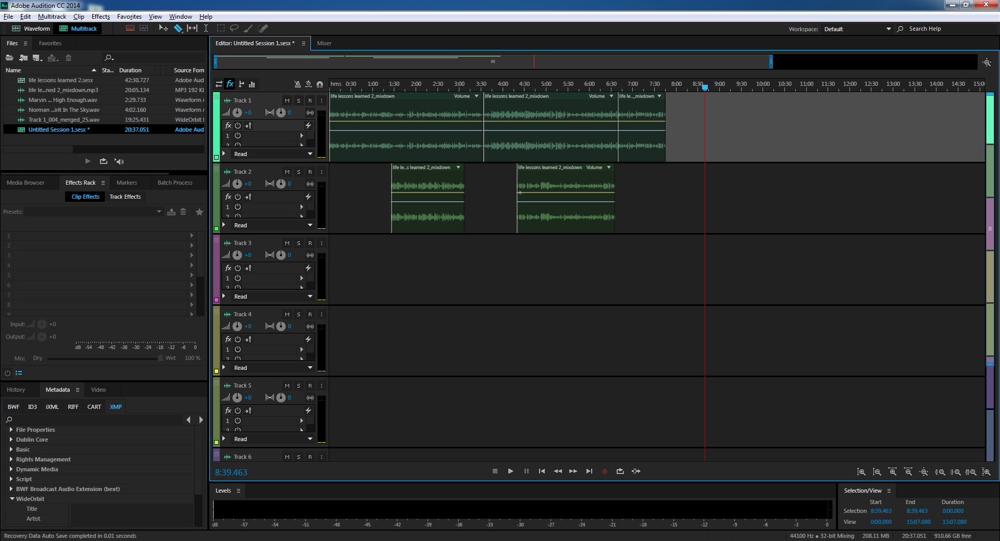 Au Adobe Audition CC 2014
File Edit Multitrack Clip Effects Favorites View Window Help
Waveform Multitrack
Workspace: Default Search Help
Files Favorites
Name Sta... Duration Source Form
life lessons learned 2.sesx 42:30.727 Adobe Aud
life le...ned 2_mixdown.mp3 20:05.134 MP3 192 Kb
Marvin ... High Enough.wav 2:29.733 Waveform A
Norman ...irit In The Sky.wav 4:02.160 Waveform A
Track 1_004_merged_25.wav 19:25.431 WideOrbit I
Untitled Session 1.sesx * 20:37.051 Adobe Aud
Media Browser Effects Rack Markers Batch Process
Clip Effects Track Effects
Presets:
1
2
3
4
5
6
7
8
9
Input: +0
Output: +0
dB -54 -48 -42 -36 -30 -24 -18 -12 -6 0
Mix: Dry Wet 100 %
History Metadata Video
BWF ID3 iXML RIFF CART XMP
File Properties
Dublin Core
Basic
Rights Management
Dynamic Media
Script
BWF Broadcast Audio Extension (bext)
WideOrbit
Title
Artist
Editor: Untitled Session 1.sesx * Mixer
fx
hms 0:30 1:00 1:30 2:00 2:30 3:00 3:30 4:00 4:30 5:00 5:30 6:00 6:30 7:00 7:30 8:00 8:30 9:00 9:30 10:00 10:30 11:00 11:30 12:00 12:30 13:00 13:30 14:00 14:30 15:00
Track 1 M S R I
+0 0
fx
1
2
Read
life lessons learned 2_mixdown Volume life lessons learned 2_mixdown Volume life le..._mixdown
Track 2 M S R I
+0 0
fx
1
2
Read
life le...s learned 2_mixdown life lessons learned 2_mixdown Volume
Track 3 M S R I
+0 0
fx
1
2
Read
Track 4 M S R I
+0 0
fx
1
2
Read
Track 5 M S R I
+0 0
fx
1
2
Read
Track 6 M S R I
8:39.463
Levels
dB -57 -54 -51 -48 -45 -42 -39 -36 -33 -30 -27 -24 -21 -18 -15 -12 -9 -6 -3 0
Selection/View
Start End Duration
Selection 8:39.463 8:39.463 0:00.000
View 0:00.000 15:07.080 15:07.080
Recovery Data Auto Save completed in 0.01 seconds
44100 Hz ● 32-bit Mixing 208.11 MB 20:37.051 910.66 GB free